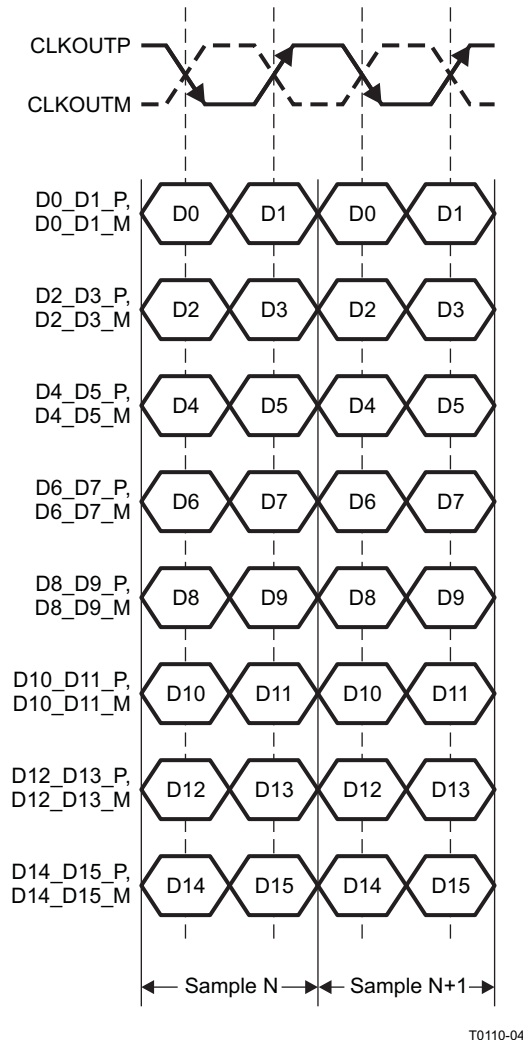 CLKOUTP
CLKOUTM
D0_D1_P,
D0_D1_M
D0 D1 D0 D1
D2_D3_P,
D2_D3_M
D2 D3 D2 D3
D4_D5_P,
D4_D5_M
D4 D5 D4 D5
D6_D7_P,
D6_D7_M
D6 D7 D6 D7
D8_D9_P,
D8_D9_M
D8 D9 D8 D9
D10_D11_P,
D10_D11_M
D10 D11 D10 D11
D12_D13_P,
D12_D13_M
D12 D13 D12 D13
D14_D15_P,
D14_D15_M
D14 D15 D14 D15
Sample N Sample N+1
T0110-04